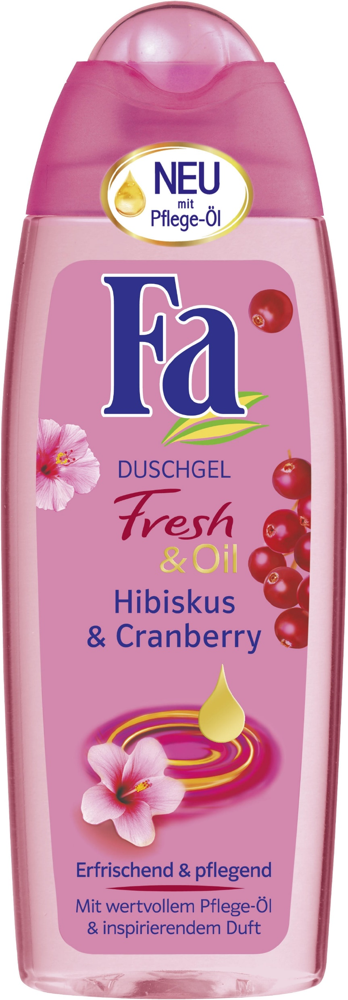 NEU
mit
Pflege-Öl
Fa
DUSCHGEL
Fresh
& Oil
Hibiskus
& Cranberry
Erfrischend & pflegend
Mit wertvollem Pflege-Öl
& inspirierendem Duft